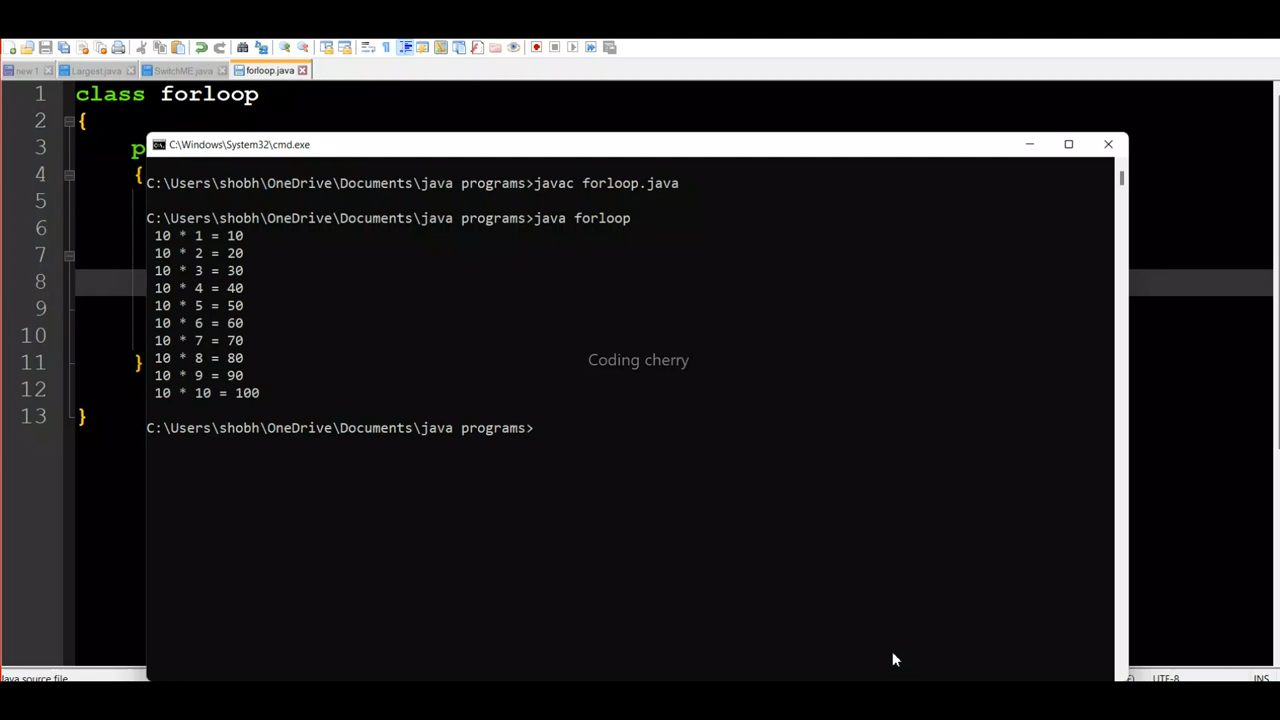 new 1 Largest.java SwitchME.java forloop.java
1 class forloop
2 {
3 p
4 {
5
6
7
8
9
10
11 }
12
13 }
C:\Windows\System32\cmd.exe
C:\Users\shobh\OneDrive\Documents\java programs>javac forloop.java
C:\Users\shobh\OneDrive\Documents\java programs>java forloop
10 * 1 = 10
10 * 2 = 20
10 * 3 = 30
10 * 4 = 40
10 * 5 = 50
10 * 6 = 60
10 * 7 = 70
10 * 8 = 80
10 * 9 = 90
10 * 10 = 100
Coding cherry
C:\Users\shobh\OneDrive\Documents\java programs>
Java source file UTF-8 INS